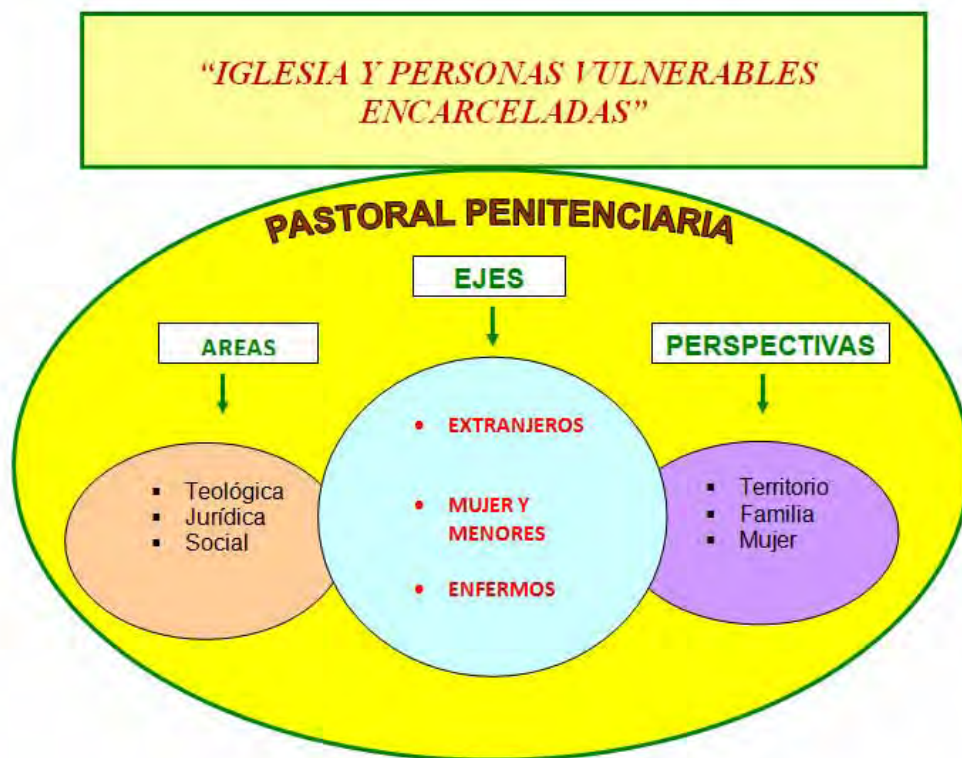 “IGLESIA Y PERSONAS VULNERABLES
ENCARCELADAS”
PASTORAL PENITENCIARIA
EJES
AREAS
PERSPECTIVAS
▪ Teológica
▪ Jurídica
▪ Social
• EXTRANJEROS
• MUJER Y
MENORES
• ENFERMOS
▪ Territorio
▪ Familia
▪ Mujer